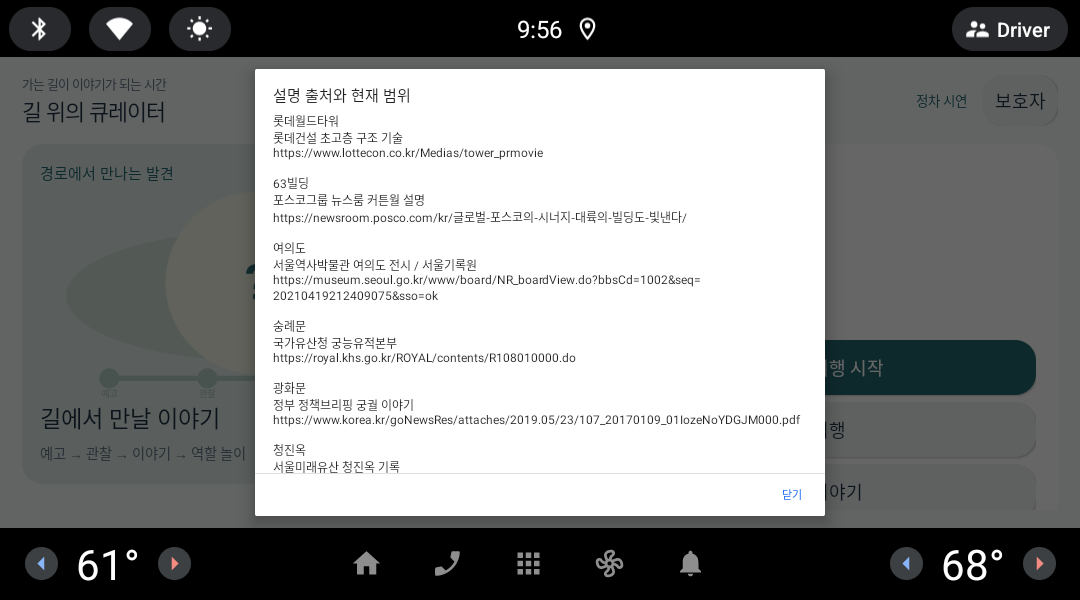 9:56
Driver
가는 길이 이야기가 되는 시간
길 위의 큐레이터
정차 시연
보호자
경로에서 만나는 발견
예고
관찰
길에서 만날 이야기
예고 → 관찰 → 이야기 → 역할 놀이
설명 출처와 현재 범위
롯데월드타워
롯데건설 초고층 구조 기술
https://www.lottecon.co.kr/Medias/tower_prmovie
63빌딩
포스코그룹 뉴스룸 커튼월 설명
https://newsroom.posco.com/kr/글로벌-포스코의-시너지-대륙의-빌딩도-빛낸다/
여의도
서울역사박물관 여의도 전시 / 서울기록원
https://museum.seoul.go.kr/www/board/NR_boardView.do?bbsCd=1002&seq=
20210419212409075&sso=ok
숭례문
국가유산청 궁능유적본부
https://royal.khs.go.kr/ROYAL/contents/R108010000.do
광화문
정부 정책브리핑 궁궐 이야기
https://www.korea.kr/goNewsRes/attaches/2019.05/23/107_20170109_01IozeNoYDGJM000.pdf
청진옥
서울미래유산 청진옥 기록
닫기
행 시작
행
야기
61°
68°